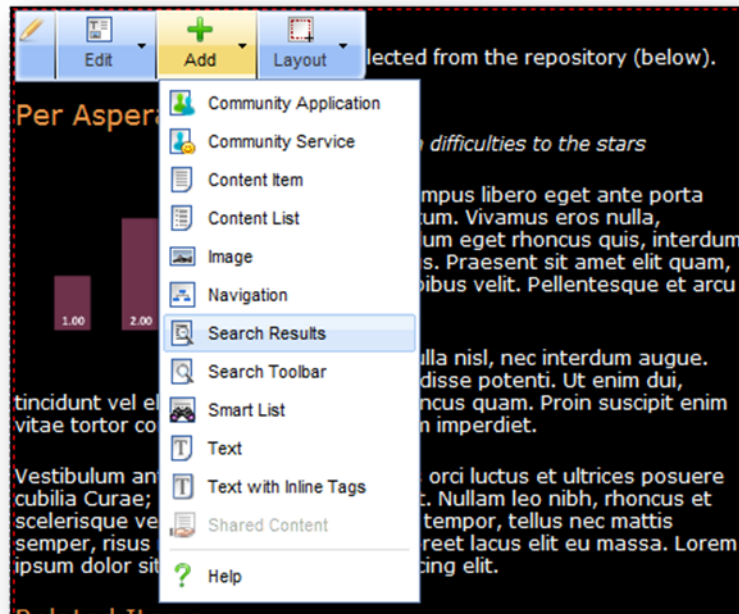 Edit
Add
Layout
lected from the repository (below).
Per Aspera
difficulties to the stars
Community Application
Community Service
Content Item
Content List
Image
Navigation
Search Results
Search Toolbar
Smart List
Text
Text with Inline Tags
Shared Content
Help
mpus libero eget ante porta
tum. Vivamus eros nulla,
lum eget rhoncus quis, interdum
s. Praesent sit amet elit quam,
pibus velit. Pellentesque et arcu
1.00 2.00
ulla nisl, nec interdum augue.
disse potenti. Ut enim dui,
tincidunt vel el
ncus quam. Proin suscipit enim
vitae tortor co
m imperdiet.
Vestibulum an
orci luctus et ultrices posuere
cubilia Curae;
t. Nullam leo nibh, rhoncus et
scelerisque ve
tempor, tellus nec mattis
semper, risus
reet lacus elit eu massa. Lorem
ipsum dolor sit
cing elit.